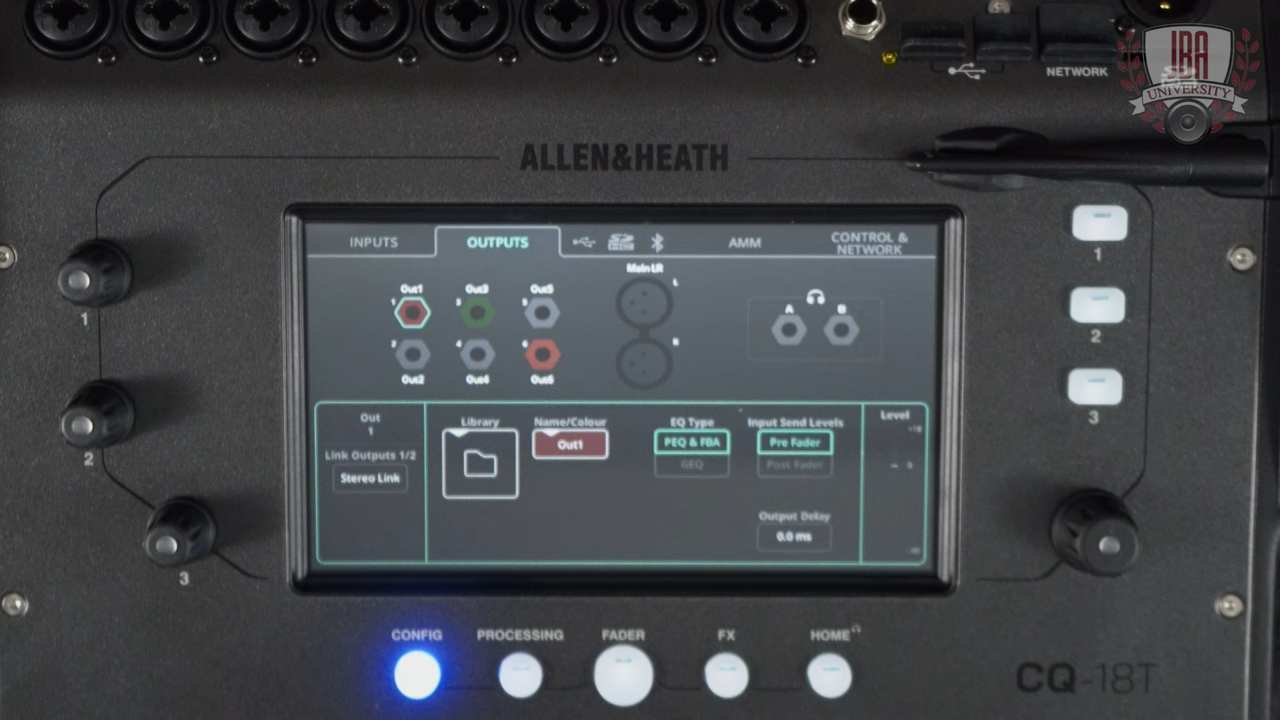 JBA
UNIVERSITY
NETWORK
ALLEN&HEATH
INPUTS
OUTPUTS
AMM
CONTROL &
NETWORK
Main LR
Out1
Out3
Out5
L
1
3
5
A
B
2
4
6
R
Out2
Out4
Out6
Out
1
Link Outputs 1/2
Stereo Link
Library
Name/Colour
Out1
EQ Type
PEQ & FBA
GEQ
Input Send Levels
Pre Fader
Post Fader
Output Delay
0.0 ms
Level
1
2
3
1
2
3
CONFIG
PROCESSING
FADER
FX
HOME
CQ-18T